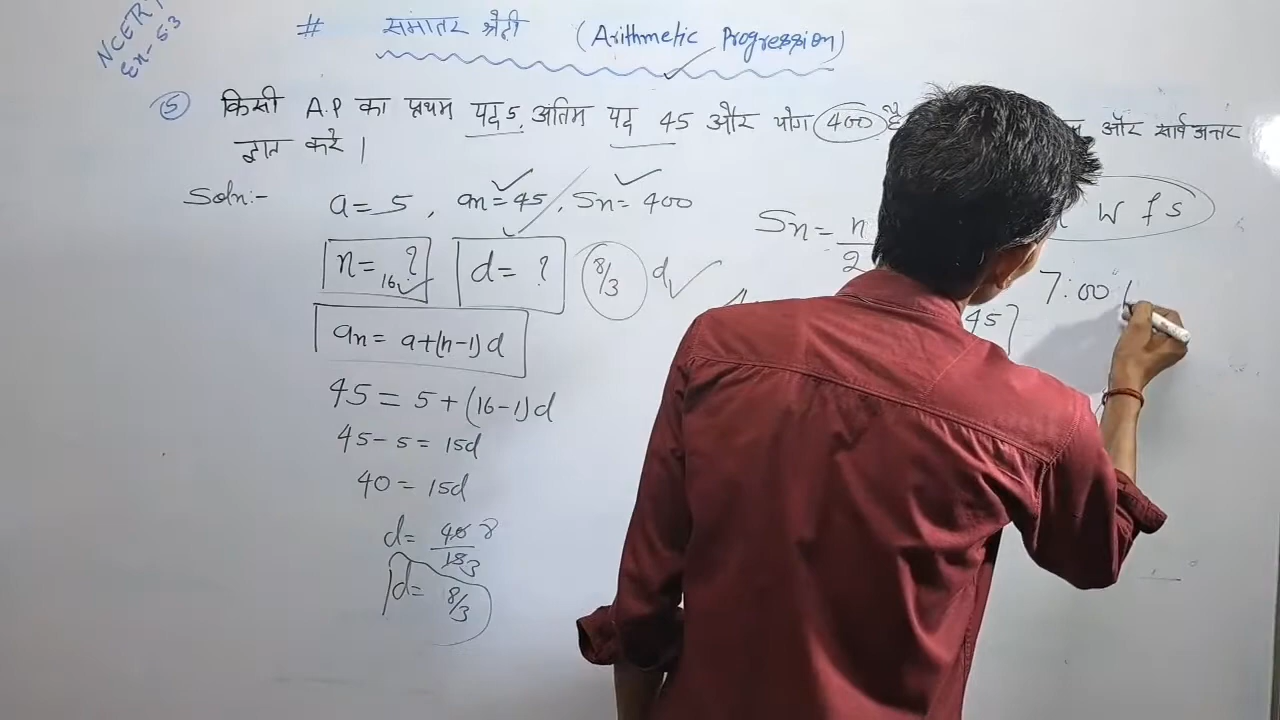 NCERT
Ex-5.3
# समांतर श्रेढ़ी (Arithmetic Progression)
⑤ किसी A.P का प्रथम पद 5, अंतिम पद 45 और योग 400 है और सार्व अन्तर
ज्ञात करे |
Soln:-
a = 5, an = 45, Sn = 400
n = ? 16
d = ?
8/3 d
an = a+(n-1)d
45 = 5 + (16-1)d
45 - 5 = 15d
40 = 15d
d = 40 8 / 15 3
d = 8/3
Sn = n/2
45]
W f S
7:00